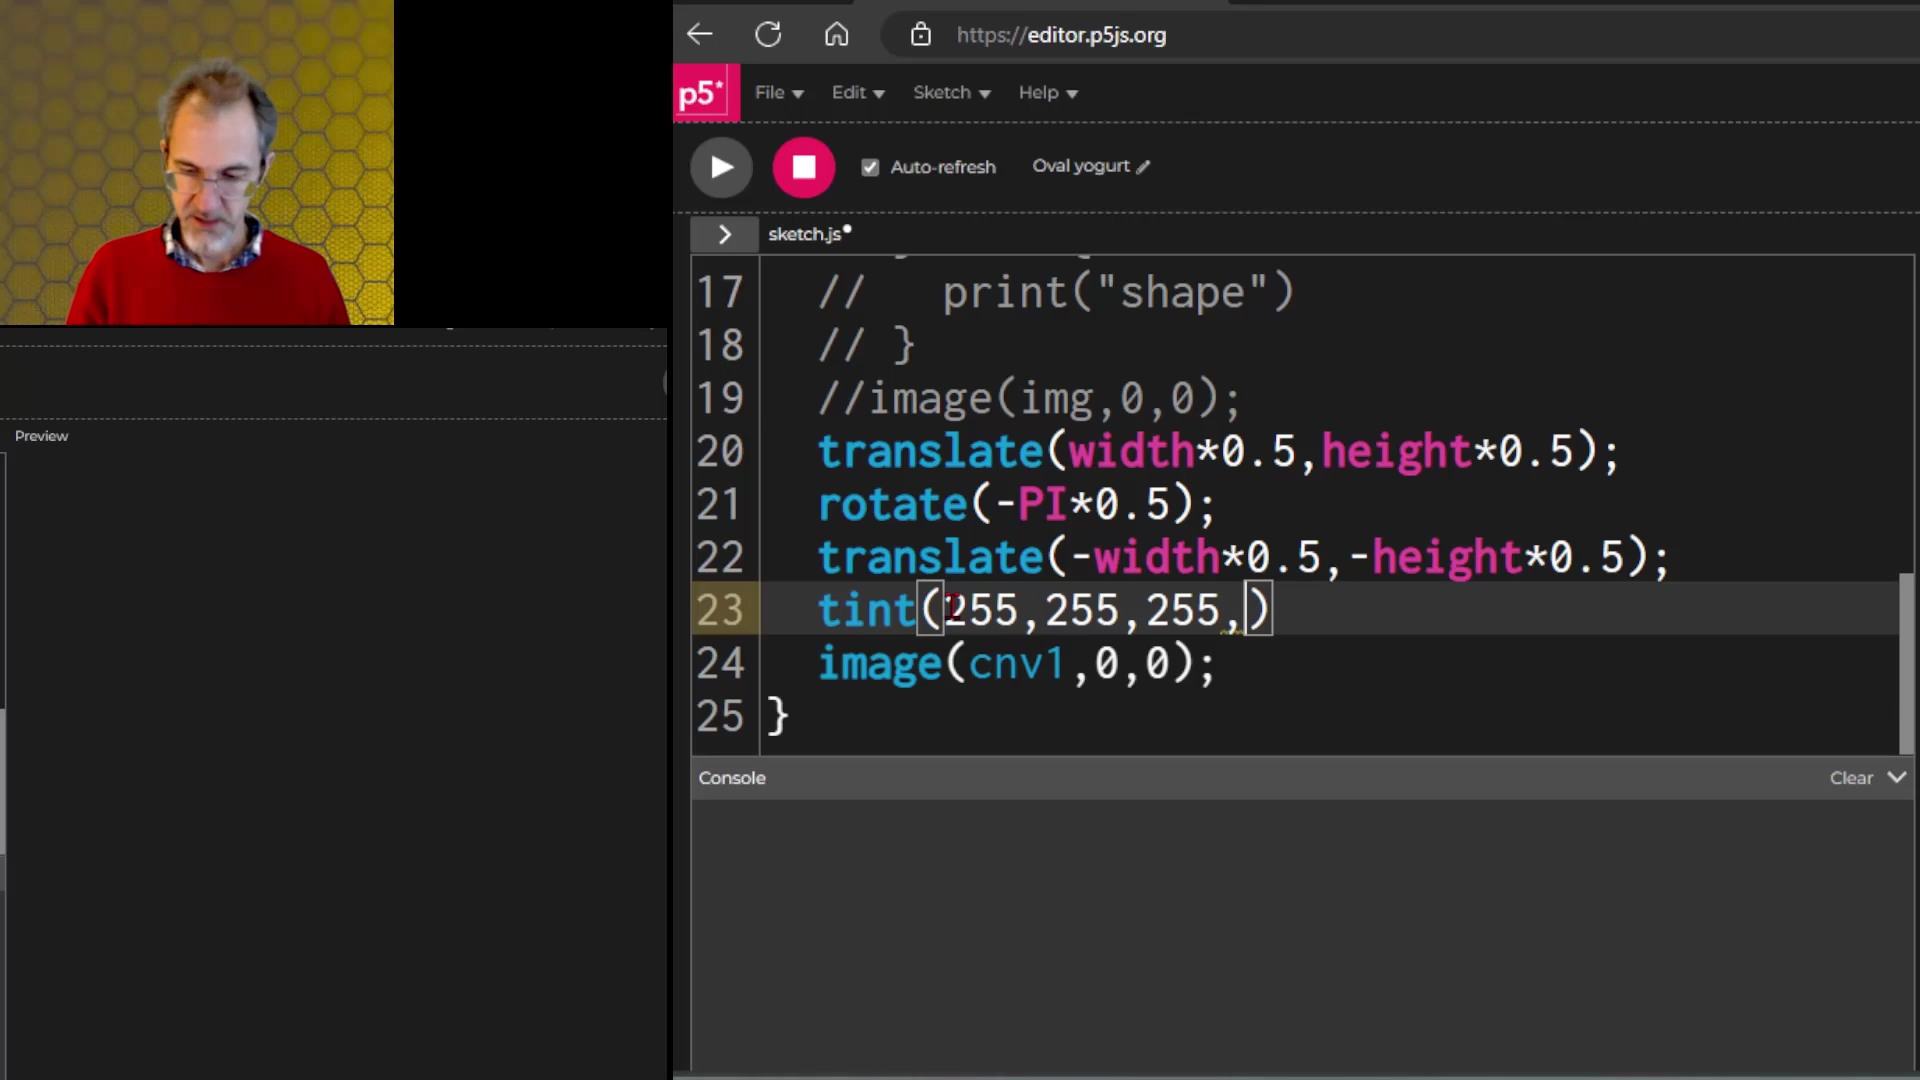 https://editor.p5js.org
p5* File Edit Sketch Help
Auto-refresh Oval yogurt
> sketch.js
Preview
17 // print("shape")
18 // }
19 //image(img,0,0);
20 translate(width*0.5,height*0.5);
21 rotate(-PI*0.5);
22 translate(-width*0.5,-height*0.5);
23 tint(255,255,255,)
24 image(cnv1,0,0);
25 }
Console Clear